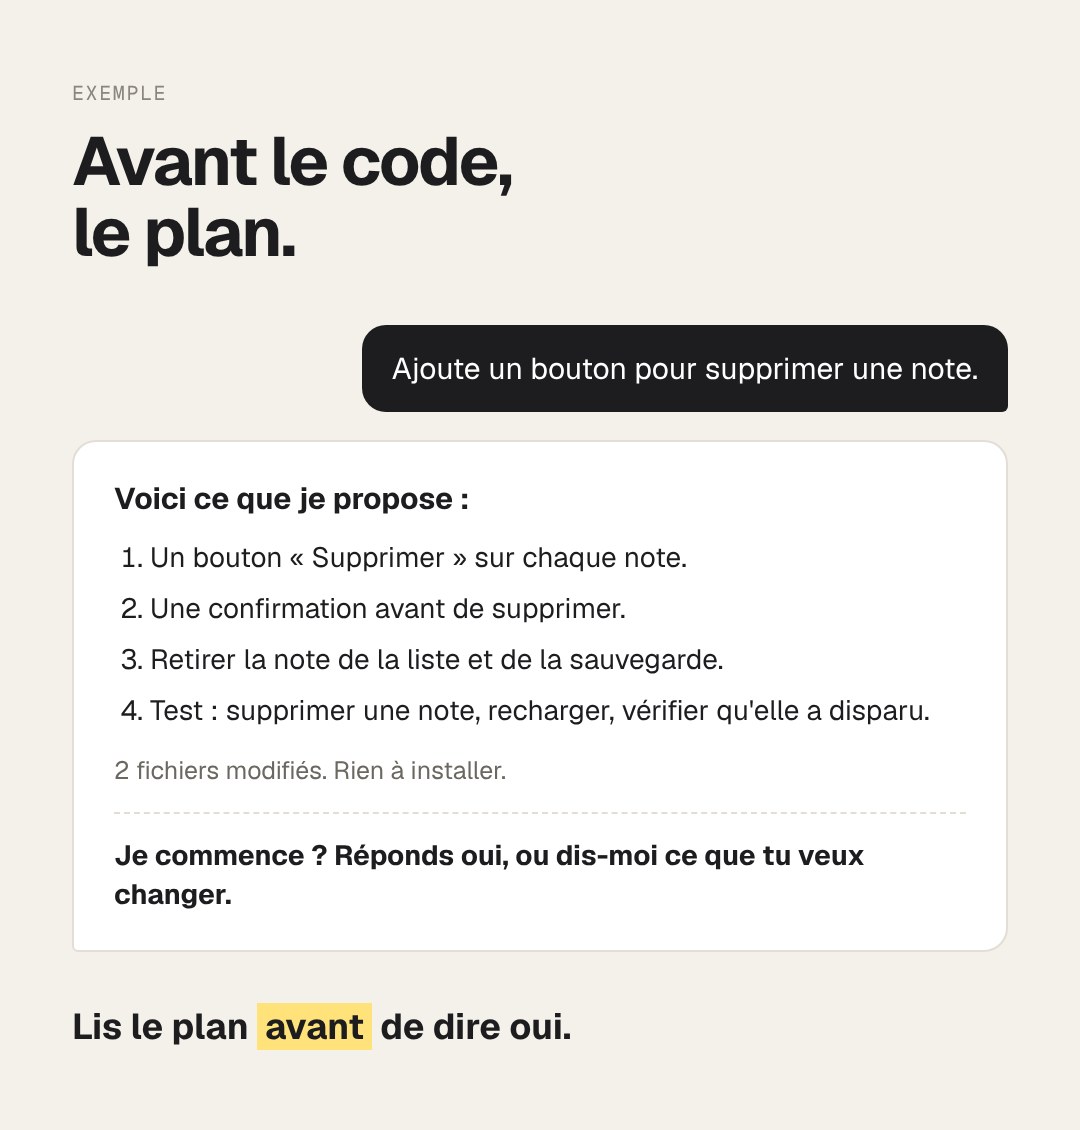 EXEMPLE
Avant le code,
le plan.
Ajoute un bouton pour supprimer une note.
Voici ce que je propose :
1. Un bouton « Supprimer » sur chaque note.
2. Une confirmation avant de supprimer.
3. Retirer la note de la liste et de la sauvegarde.
4. Test : supprimer une note, recharger, vérifier qu'elle a disparu.
2 fichiers modifiés. Rien à installer.
Je commence ? Réponds oui, ou dis-moi ce que tu veux
changer.
Lis le plan avant de dire oui.